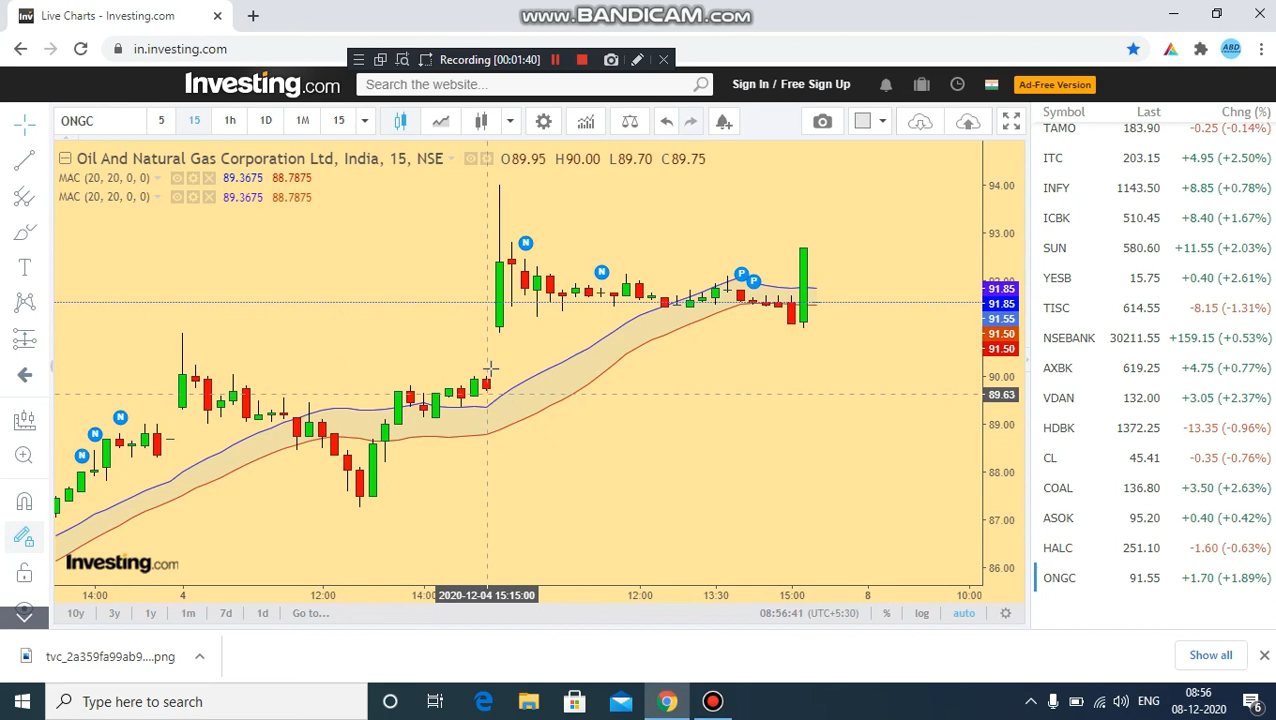 Live Charts - Investing.com
www.BANDICAM.com
in.investing.com
ABD
Recording [00:01:40]
Investing.com
Search the website...
Sign In / Free Sign Up
Ad-Free Version
ONGC 5 15 1h 1D 1M 15
Symbol Last Chng (%)
Oil And Natural Gas Corporation Ltd, India, 15, NSE O89.95 H90.00 L89.70 C89.75
MAC (20, 20, 0, 0) 89.3675 88.7875
MAC (20, 20, 0, 0) 89.3675 88.7875
94.00
93.00
91.85
91.85
91.55
91.50
91.50
90.00
89.63
89.00
88.00
87.00
86.00
N N N N N P P
Investing.com
14:00 4 12:00 14:00 2020-12-04 15:15:00 12:00 13:30 15:00 8 10:00
10y 3y 1y 1m 7d 1d Go to... 08:56:41 (UTC+5:30) % log auto
TAMO 183.90 -0.25 (-0.14%)
ITC 203.15 +4.95 (+2.50%)
INFY 1143.50 +8.85 (+0.78%)
ICBK 510.45 +8.40 (+1.67%)
SUN 580.60 +11.55 (+2.03%)
YESB 15.75 +0.40 (+2.61%)
TISC 614.55 -8.15 (-1.31%)
NSEBANK 30211.55 +159.15 (+0.53%)
AXBK 619.25 +4.75 (+0.77%)
VDAN 132.00 +3.05 (+2.37%)
HDBK 1372.25 -13.35 (-0.96%)
CL 45.41 -0.35 (-0.76%)
COAL 136.80 +3.50 (+2.63%)
ASOK 95.20 +0.40 (+0.42%)
HALC 251.10 -1.60 (-0.63%)
ONGC 91.55 +1.70 (+1.89%)
tvc_2a359fa99ab9....png
Show all
Type here to search
ENG
08:56
08-12-2020
6